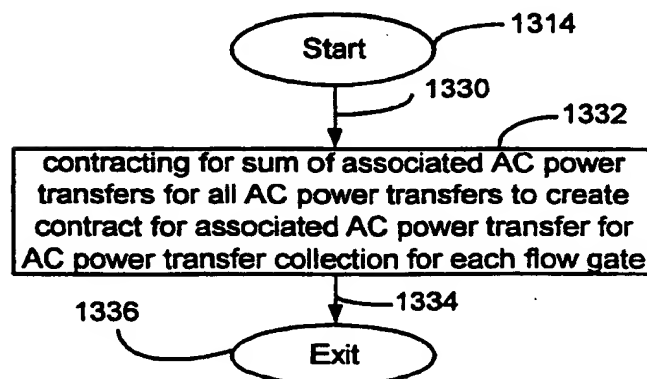 Start
1314
1330
1332
contracting for sum of associated AC power
transfers for all AC power transfers to create
contract for associated AC power transfer for
AC power transfer collection for each flow gate
1334
1336
Exit